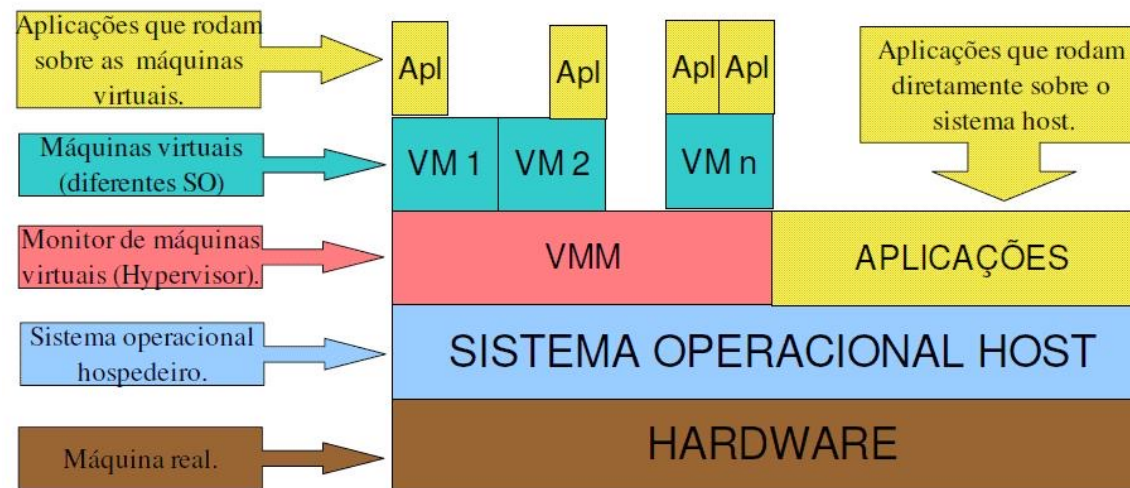 Aplicações que rodam
sobre as máquinas
virtuais.
Apl
Apl
Apl Apl
Aplicações que rodam
diretamente sobre o
sistema host.
Máquinas virtuais
(diferentes SO)
VM 1
VM 2
VM n
Monitor de máquinas
virtuais (Hypervisor).
VMM
APLICAÇÕES
Sistema operacional
hospedeiro.
SISTEMA OPERACIONAL HOST
Máquina real.
HARDWARE